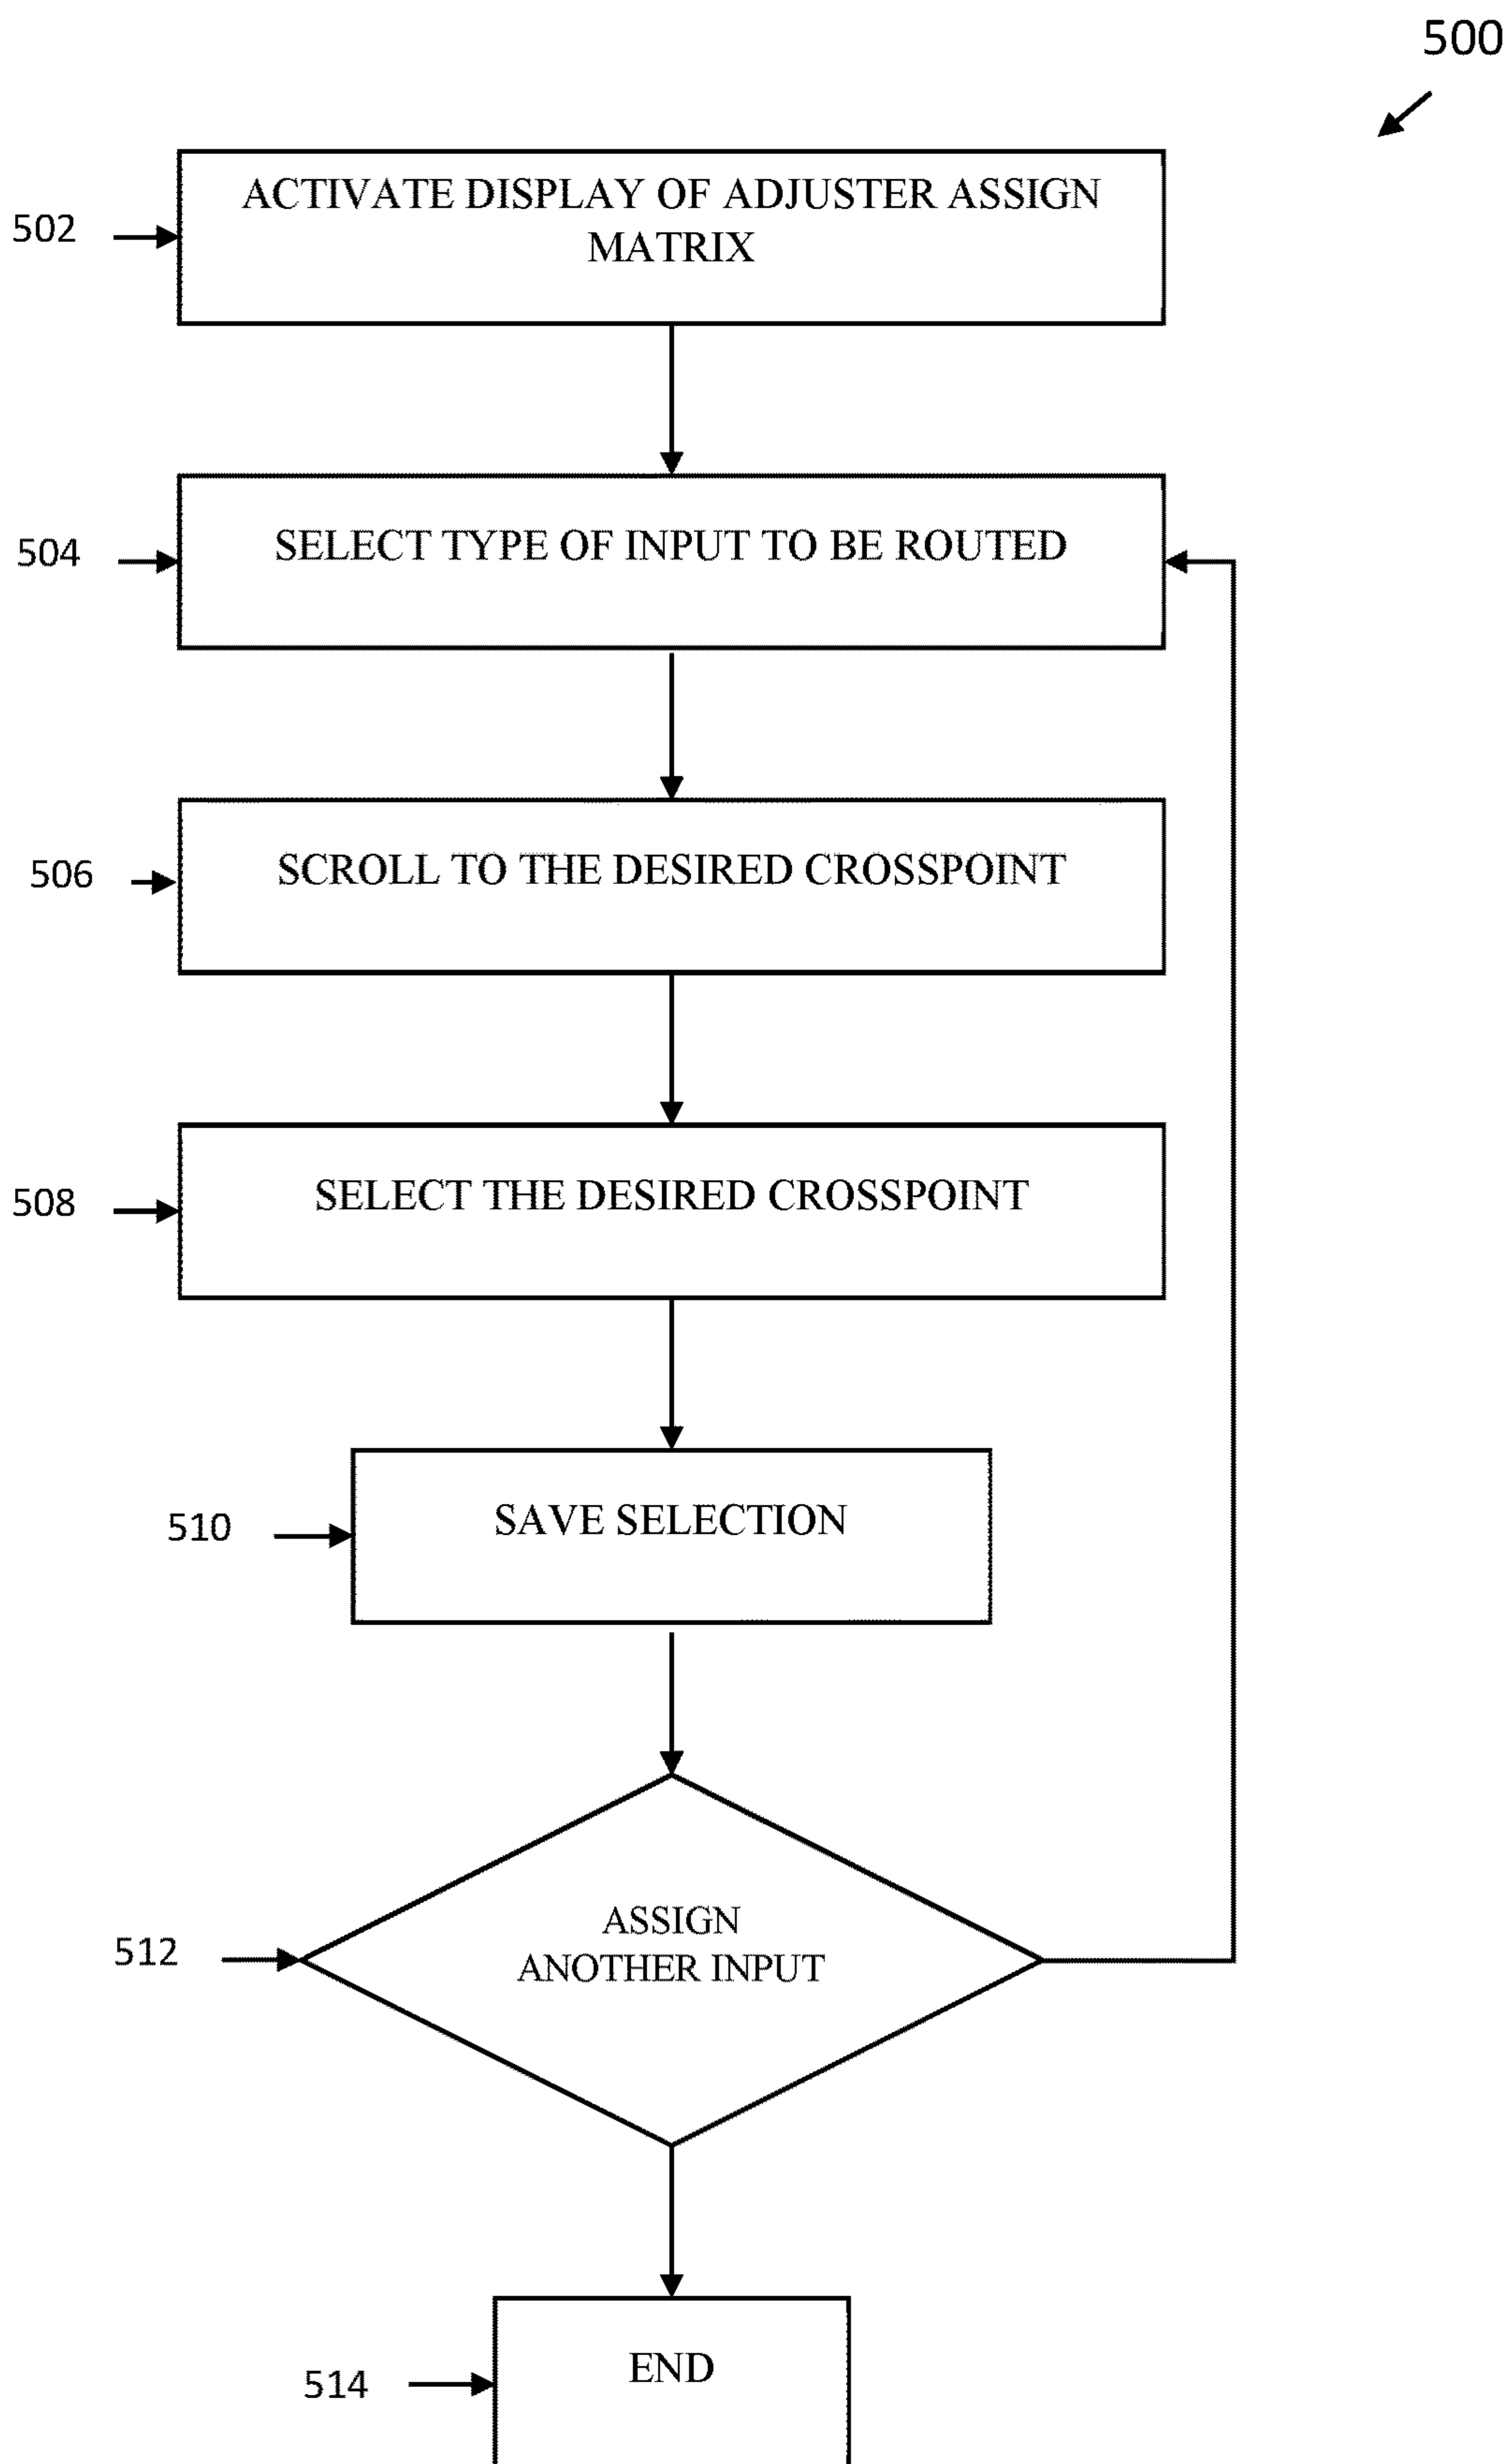 500
502
ACTIVATE DISPLAY OF ADJUSTER ASSIGN
MATRIX
504
SELECT TYPE OF INPUT TO BE ROUTED
506
SCROLL TO THE DESIRED CROSSPOINT
508
SELECT THE DESIRED CROSSPOINT
510
SAVE SELECTION
512
ASSIGN
ANOTHER INPUT
514
END